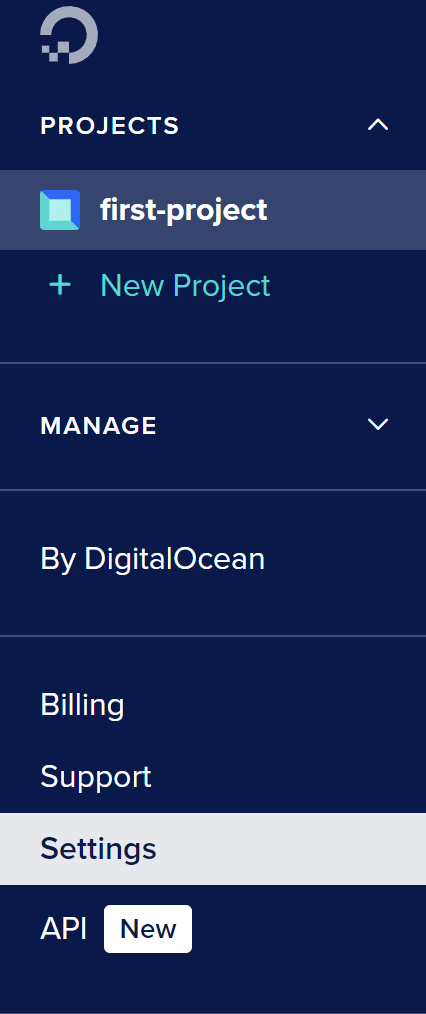 PROJECTS
first-project
+ New Project
MANAGE
By DigitalOcean
Billing
Support
Settings
API New